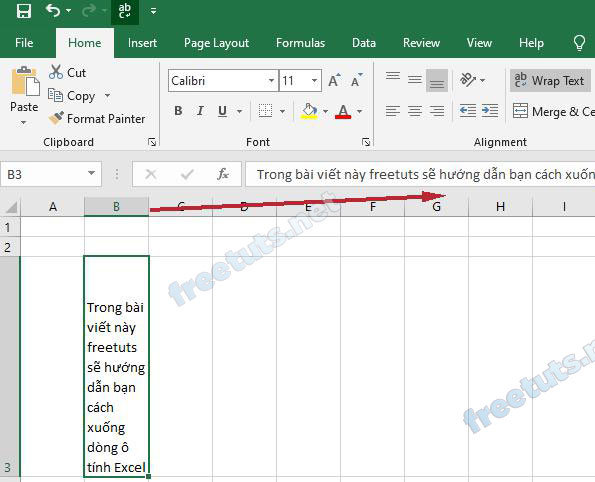 File Home Insert Page Layout Formulas Data Review View Help
Cut
Copy
Paste
Format Painter
Clipboard
Calibri 11 A A
B I U A
Font
ab Wrap Text
Merge & Ce
Alignment
B3 fx Trong bài viết này freetuts sẽ hướng dẫn bạn cách xuốn
A B C D E F G H I
1
2
3
Trong bài
viết này
freetuts
sẽ hướng
dẫn bạn
cách
xuống
dòng ô
tính Excel
freetuts.net
freetuts.ne